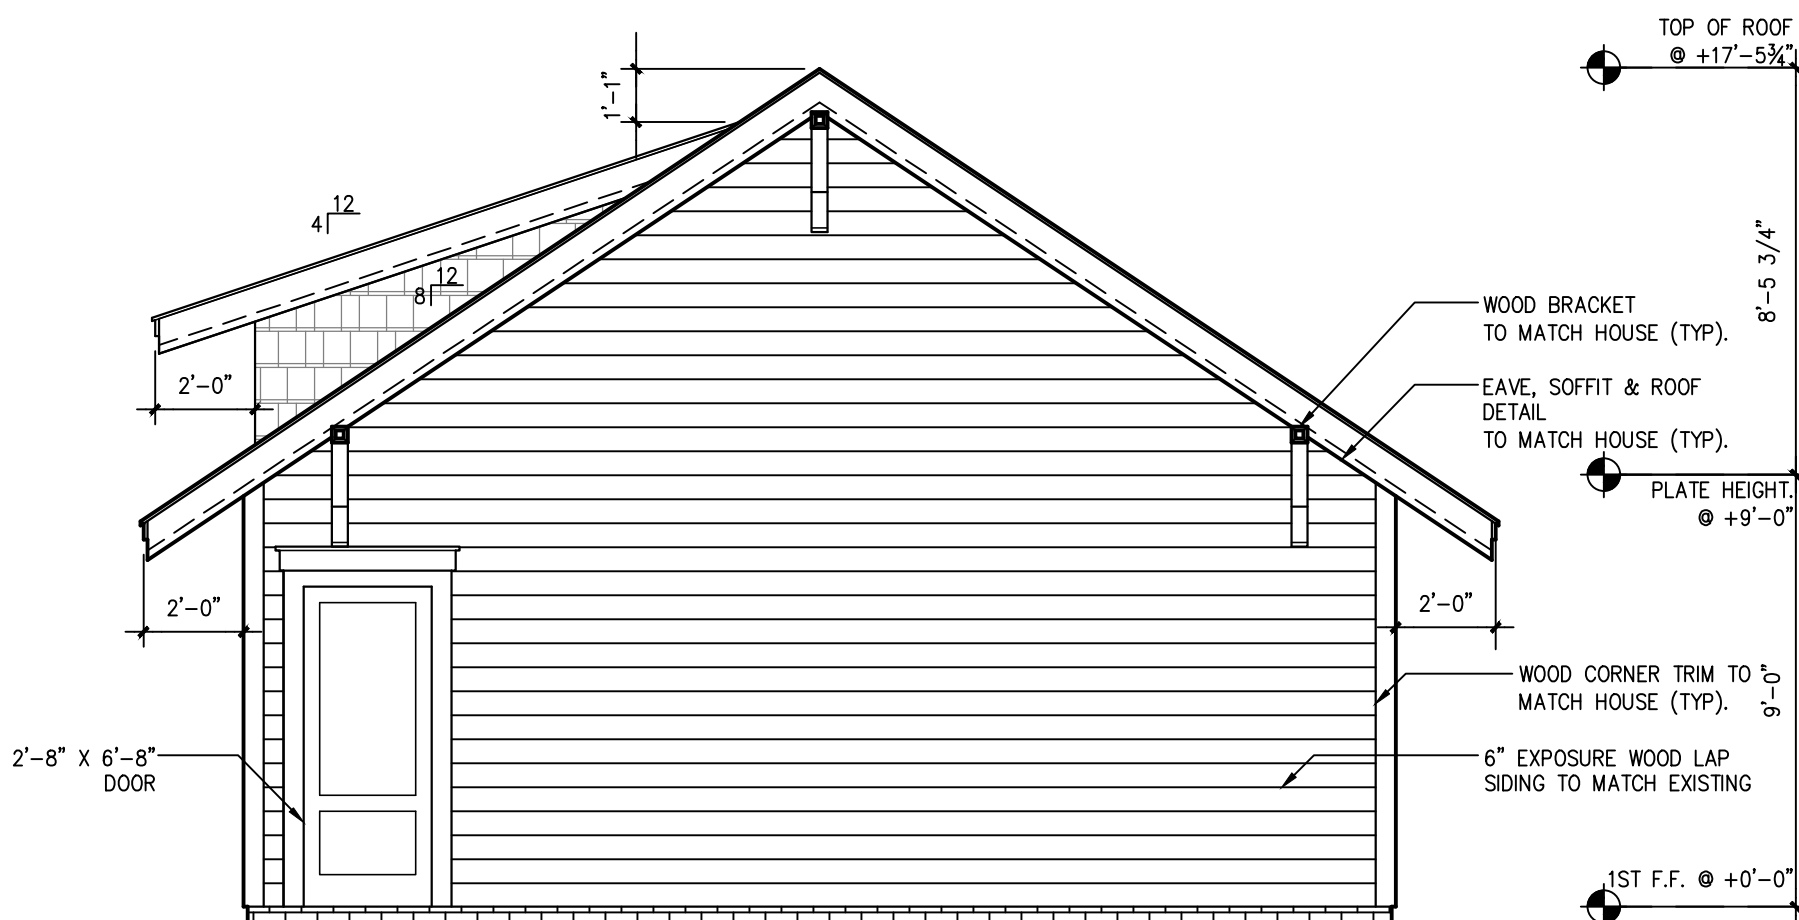 TOP OF ROOF
@ +17'-5¾"
1'-1"
12
4
12
8
8'-5 3/4"
WOOD BRACKET
TO MATCH HOUSE (TYP).
2'-0"
EAVE, SOFFIT & ROOF
DETAIL
TO MATCH HOUSE (TYP).
PLATE HEIGHT.
@ +9'-0"
2'-0"
2'-0"
WOOD CORNER TRIM TO
MATCH HOUSE (TYP).
9'-0"
2'-8" X 6'-8"
DOOR
6" EXPOSURE WOOD LAP
SIDING TO MATCH EXISTING
1ST F.F. @ +0'-0"